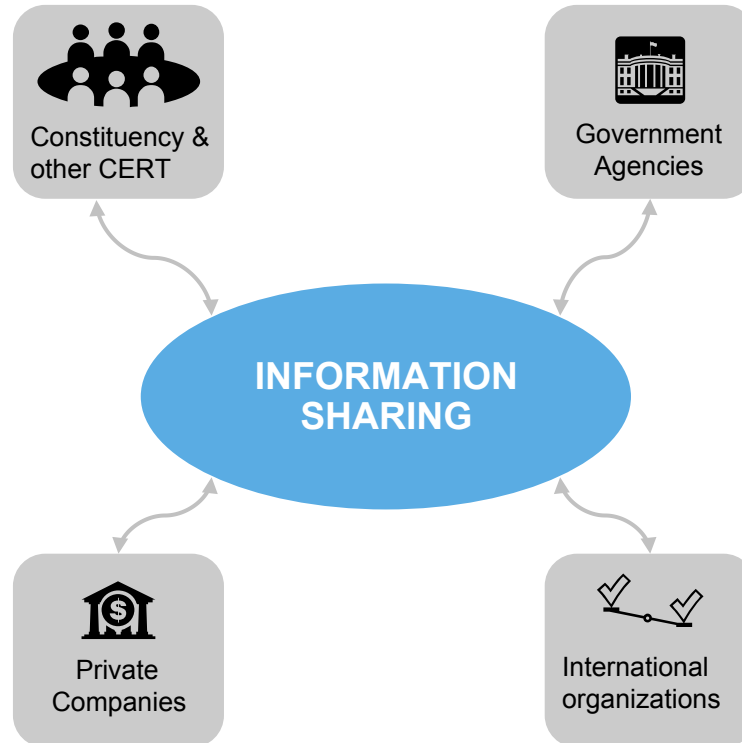 Constituency &
other CERT
Government
Agencies
INFORMATION
SHARING
$
Private
Companies
International
organizations